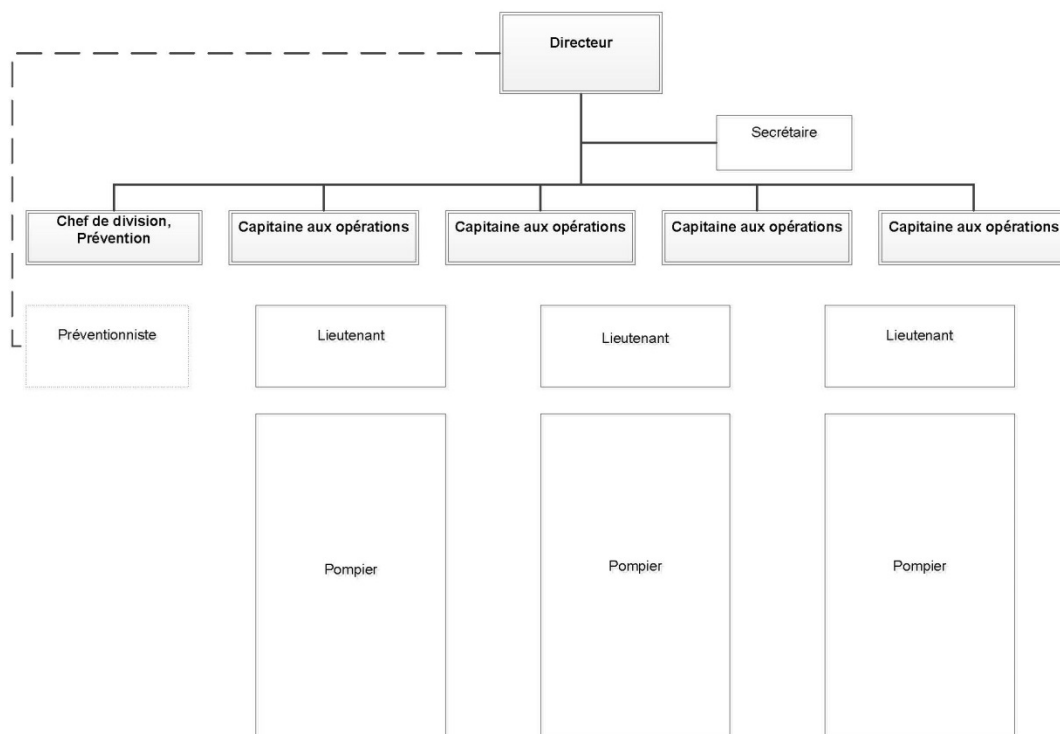 Directeur
Secrétaire
Chef de division,
Prévention
Capitaine aux opérations
Capitaine aux opérations
Capitaine aux opérations
Capitaine aux opérations
Préventionniste
Lieutenant
Lieutenant
Lieutenant
Pompier
Pompier
Pompier